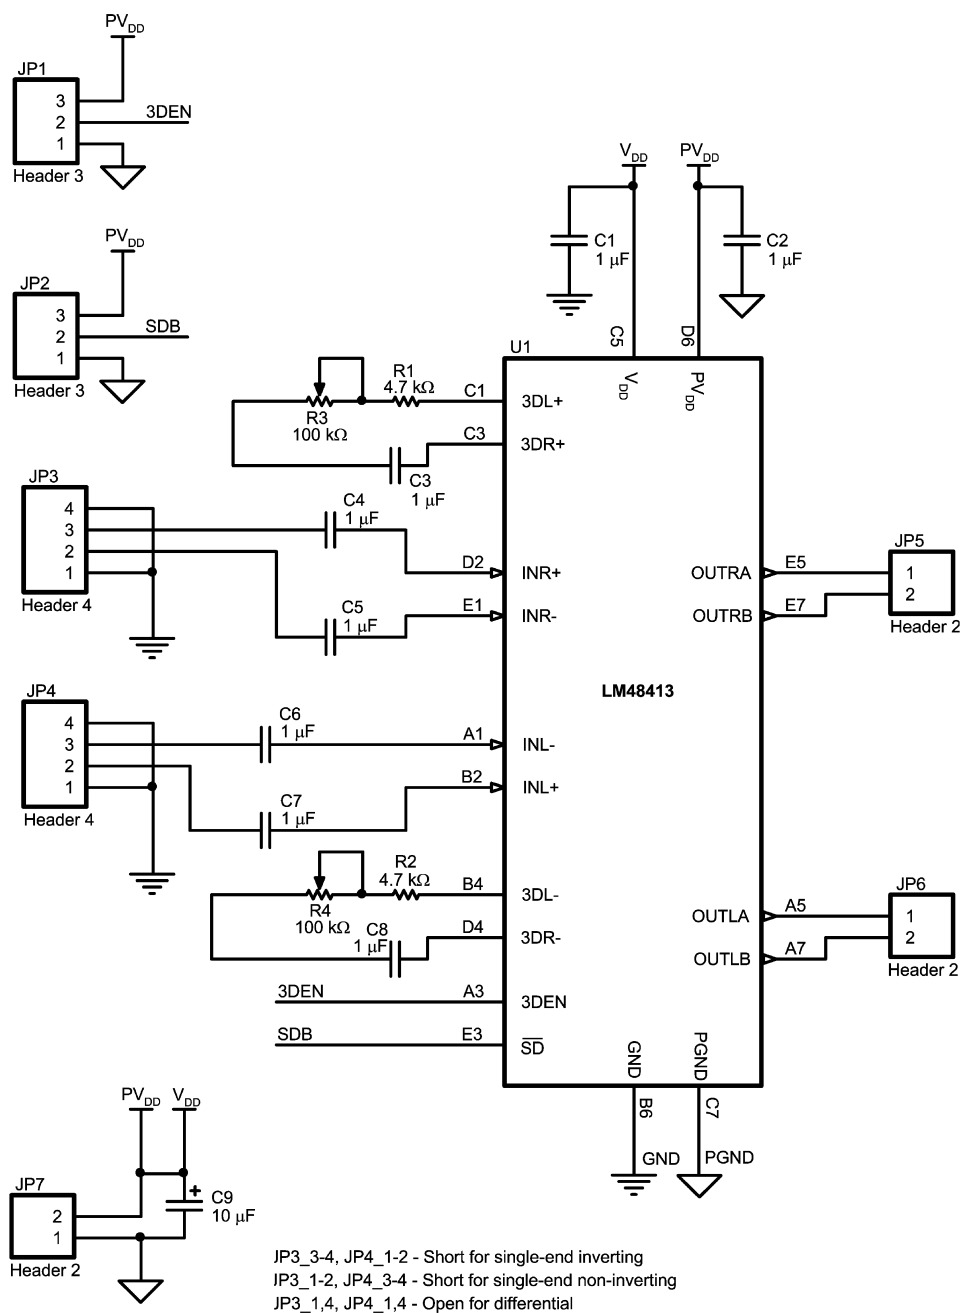 PVDD
JP1
3
2
1
3DEN
Header 3
PVDD
JP2
3
2
1
SDB
Header 3
VDD
PVDD
C1
1 µF
C2
1 µF
C5
D6
U1
VDD
PVDD
R1
4.7 kΩ
R3
100 kΩ
C1
3DL+
C3
3DR+
C3
1 µF
JP3
4
3
2
1
Header 4
C4
1 µF
D2
INR+
C5
1 µF
E1
INR-
OUTRA
E5
OUTRB
E7
JP5
1
2
Header 2
LM48413
JP4
4
3
2
1
Header 4
C6
1 µF
A1
INL-
C7
1 µF
B2
INL+
R2
4.7 kΩ
R4
100 kΩ
B4
3DL-
C8
1 µF
D4
3DR-
OUTLA
A5
OUTLB
A7
JP6
1
2
Header 2
3DEN
A3
3DEN
SDB
E3
SD
GND
PGND
B6
C7
GND
PGND
PVDD
VDD
JP7
2
1
Header 2
+
C9
10 µF
JP3_3-4, JP4_1-2 - Short for single-end inverting
JP3_1-2, JP4_3-4 - Short for single-end non-inverting
JP3_1,4, JP4_1,4 - Open for differential